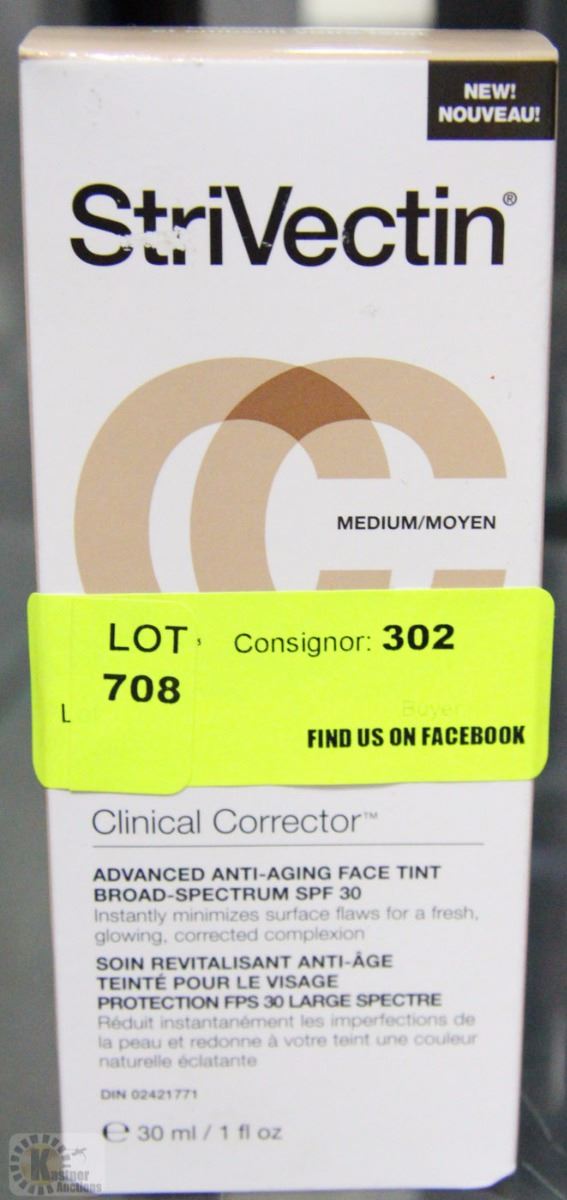 NEW!
NOUVEAU!
StriVectin®
CC
MEDIUM/MOYEN
LOT
Consignor: 302
708
Buyer
FIND US ON FACEBOOK
Clinical Corrector™
ADVANCED ANTI-AGING FACE TINT
BROAD-SPECTRUM SPF 30
Instantly minimizes surface flaws for a fresh,
glowing, corrected complexion
SOIN REVITALISANT ANTI-ÂGE
TEINTÉ POUR LE VISAGE
PROTECTION FPS 30 LARGE SPECTRE
Réduit instantanément les imperfections de
la peau et redonne à votre teint une couleur
naturelle éclatante
DIN 02421771
℮ 30 ml / 1 fl oz
Kastner
Auctions